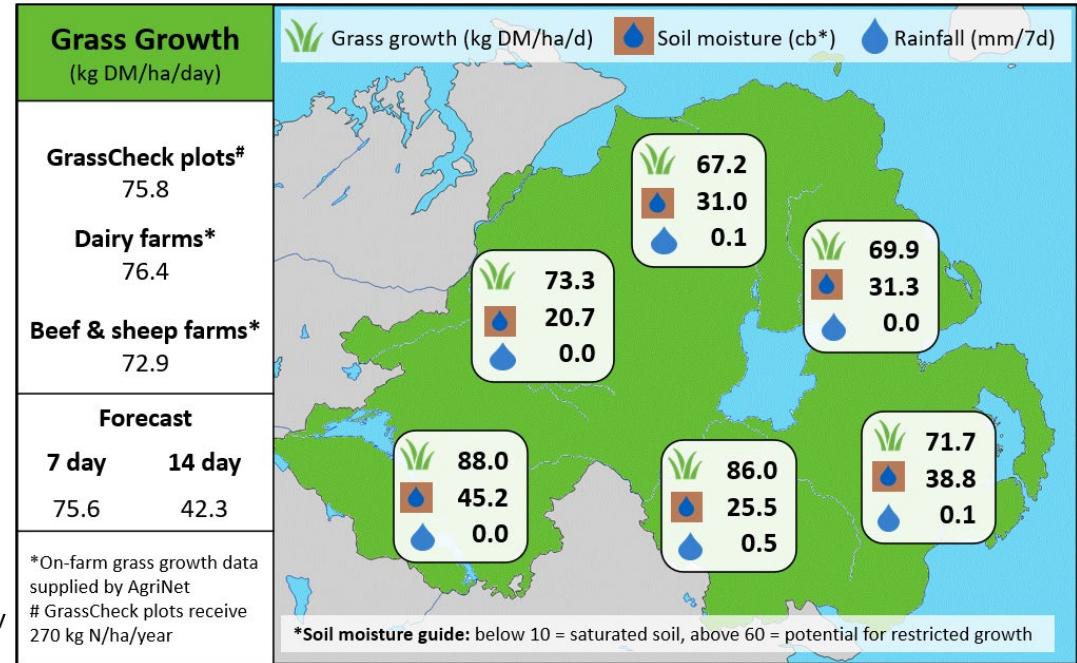 Grass Growth
(kg DM/ha/day)
GrassCheck plots#
75.8
Dairy farms*
76.4
Beef & sheep farms*
72.9
Forecast
7 day 14 day
75.6 42.3
*On-farm grass growth data
supplied by AgriNet
# GrassCheck plots receive
270 kg N/ha/year
y
Grass growth (kg DM/ha/d) Soil moisture (cb*) Rainfall (mm/7d)
67.2
31.0
0.1
69.9
31.3
0.0
73.3
20.7
0.0
88.0
45.2
0.0
86.0
25.5
0.5
71.7
38.8
0.1
*Soil moisture guide: below 10 = saturated soil, above 60 = potential for restricted growth